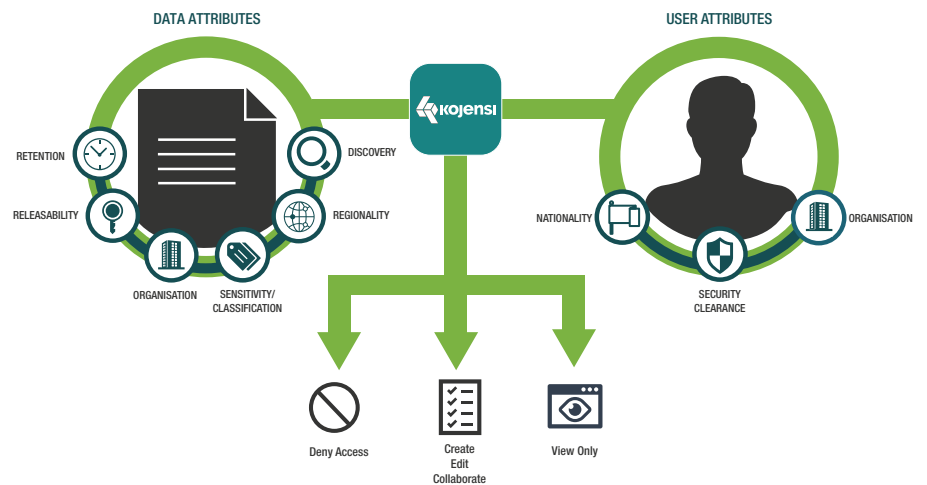 DATA ATTRIBUTES
USER ATTRIBUTES
KOJENSI
RETENTION
DISCOVERY
RELEASABILITY
REGIONALITY
NATIONALITY
ORGANISATION
ORGANISATION
SENSITIVITY/
CLASSIFICATION
SECURITY
CLEARANCE
Deny Access
Create
Edit
Collaborate
View Only